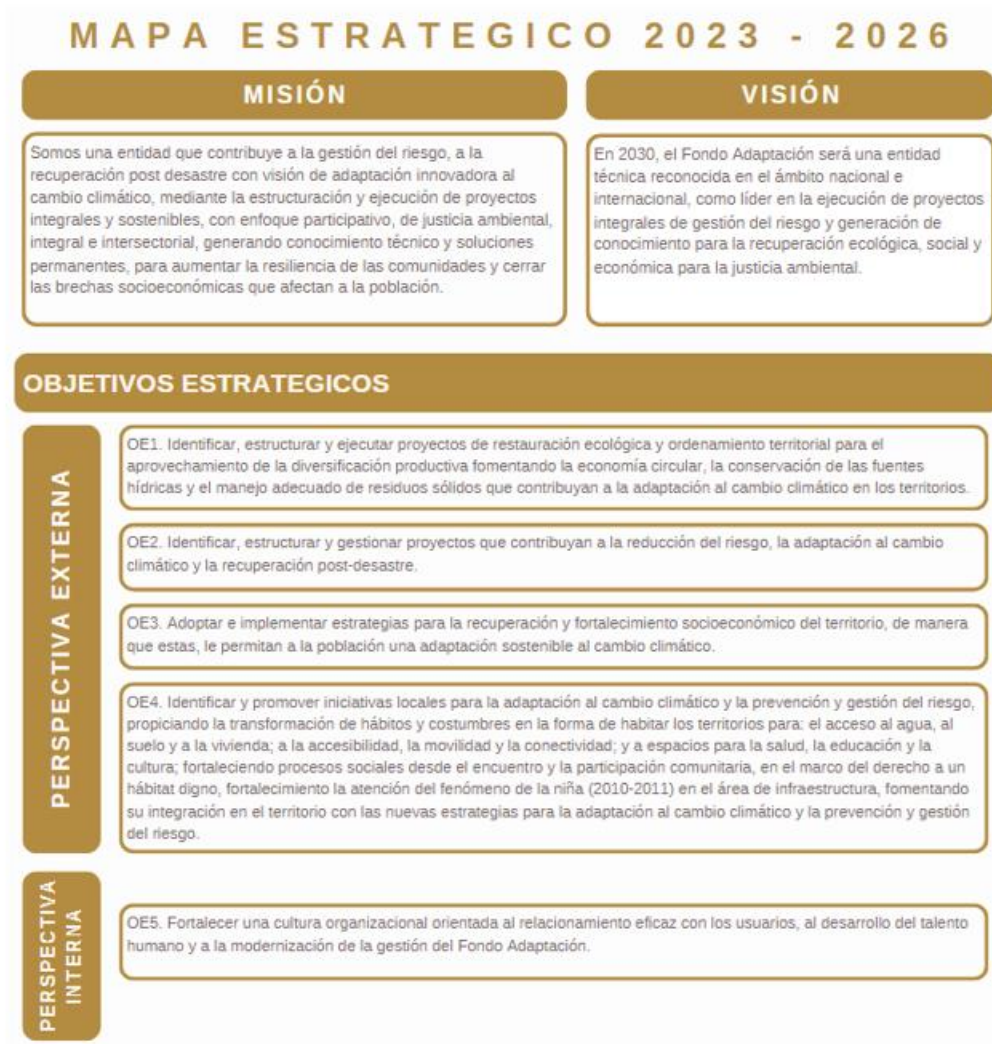 MAPA ESTRATEGICO 2023 - 2026
MISIÓN
Somos una entidad que contribuye a la gestión del riesgo, a la
recuperación post desastre con visión de adaptación innovadora al
cambio climático, mediante la estructuración y ejecución de proyectos
integrales y sostenibles, con enfoque participativo, de justicia ambiental,
integral e intersectorial, generando conocimiento técnico y soluciones
permanentes, para aumentar la resiliencia de las comunidades y cerrar
las brechas socioeconómicas que afectan a la población.
VISIÓN
En 2030, el Fondo Adaptación será una entidad
técnica reconocida en el ámbito nacional e
internacional, como líder en la ejecución de proyectos
integrales de gestión del riesgo y generación de
conocimiento para la recuperación ecológica, social y
económica para la justicia ambiental.
OBJETIVOS ESTRATEGICOS
PERSPECTIVA EXTERNA
OE1. Identificar, estructurar y ejecutar proyectos de restauración ecológica y ordenamiento territorial para el
aprovechamiento de la diversificación productiva fomentando la economía circular, la conservación de las fuentes
hídricas y el manejo adecuado de residuos sólidos que contribuyan a la adaptación al cambio climático en los territorios.
OE2. Identificar, estructurar y gestionar proyectos que contribuyan a la reducción del riesgo, la adaptación al cambio
climático y la recuperación post-desastre.
OE3. Adoptar e implementar estrategias para la recuperación y fortalecimiento socioeconómico del territorio, de manera
que estas, le permitan a la población una adaptación sostenible al cambio climático.
OE4. Identificar y promover iniciativas locales para la adaptación al cambio climático y la prevención y gestión del riesgo,
propiciando la transformación de hábitos y costumbres en la forma de habitar los territorios para: el acceso al agua, al
suelo y a la vivienda; a la accesibilidad, la movilidad y la conectividad; y a espacios para la salud, la educación y la
cultura; fortaleciendo procesos sociales desde el encuentro y la participación comunitaria, en el marco del derecho a un
hábitat digno, fortalecimiento la atención del fenómeno de la niña (2010-2011) en el área de infraestructura, fomentando
su integración en el territorio con las nuevas estrategias para la adaptación al cambio climático y la prevención y gestión
del riesgo.
PERSPECTIVA
INTERNA
OE5. Fortalecer una cultura organizacional orientada al relacionamiento eficaz con los usuarios, al desarrollo del talento
humano y a la modernización de la gestión del Fondo Adaptación.